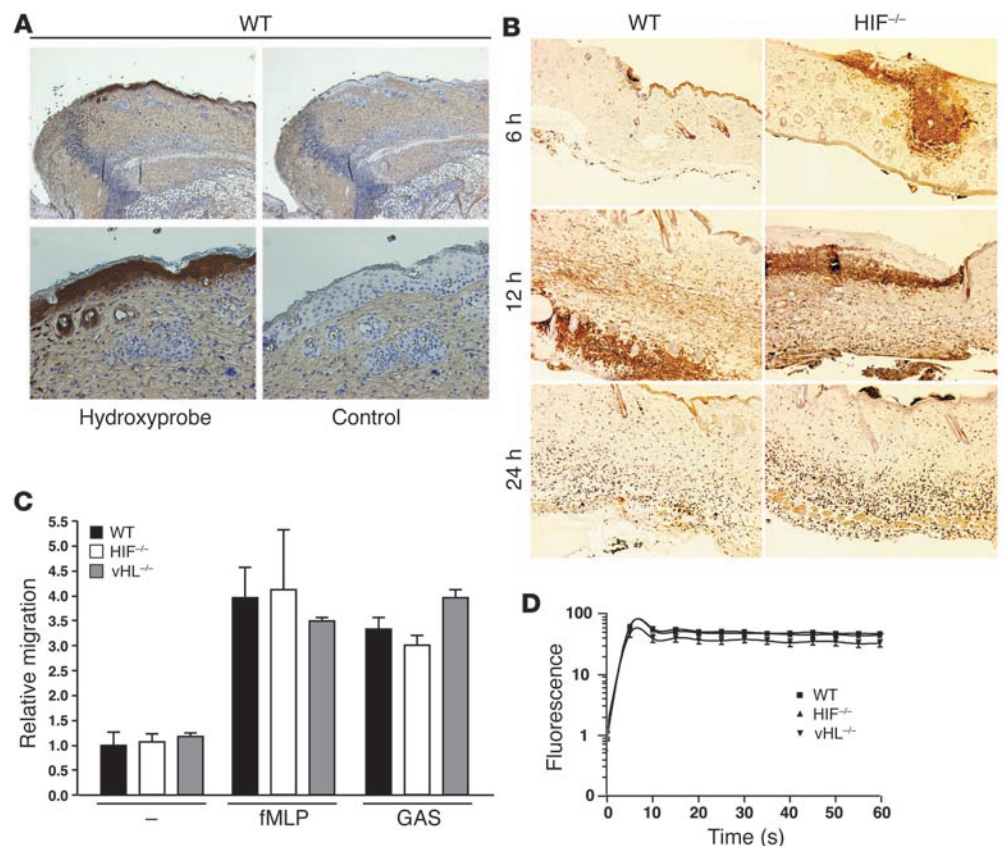 A
WT
Hydroxyprobe
Control
B
WT
HIF–/–
6 h
12 h
24 h
C
WT
HIF–/–
vHL–/–
Relative migration
5.5
5.0
4.5
4.0
3.5
3.0
2.5
2.0
1.5
1.0
0.5
0.0
–
fMLP
GAS
D
Fluorescence
100
10
1
0
WT
HIF–/–
vHL–/–
0 10 20 30 40 50 60
Time (s)